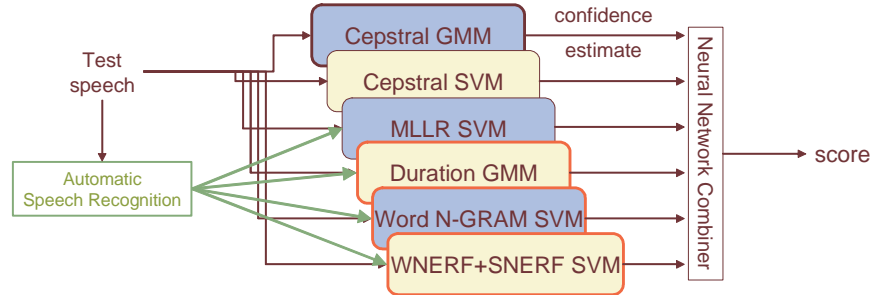 Test
speech
Automatic
Speech Recognition
Cepstral GMM
Cepstral SVM
MLLR SVM
Duration GMM
Word N-GRAM SVM
WNERF+SNERF SVM
confidence
estimate
Neural Network Combiner
score